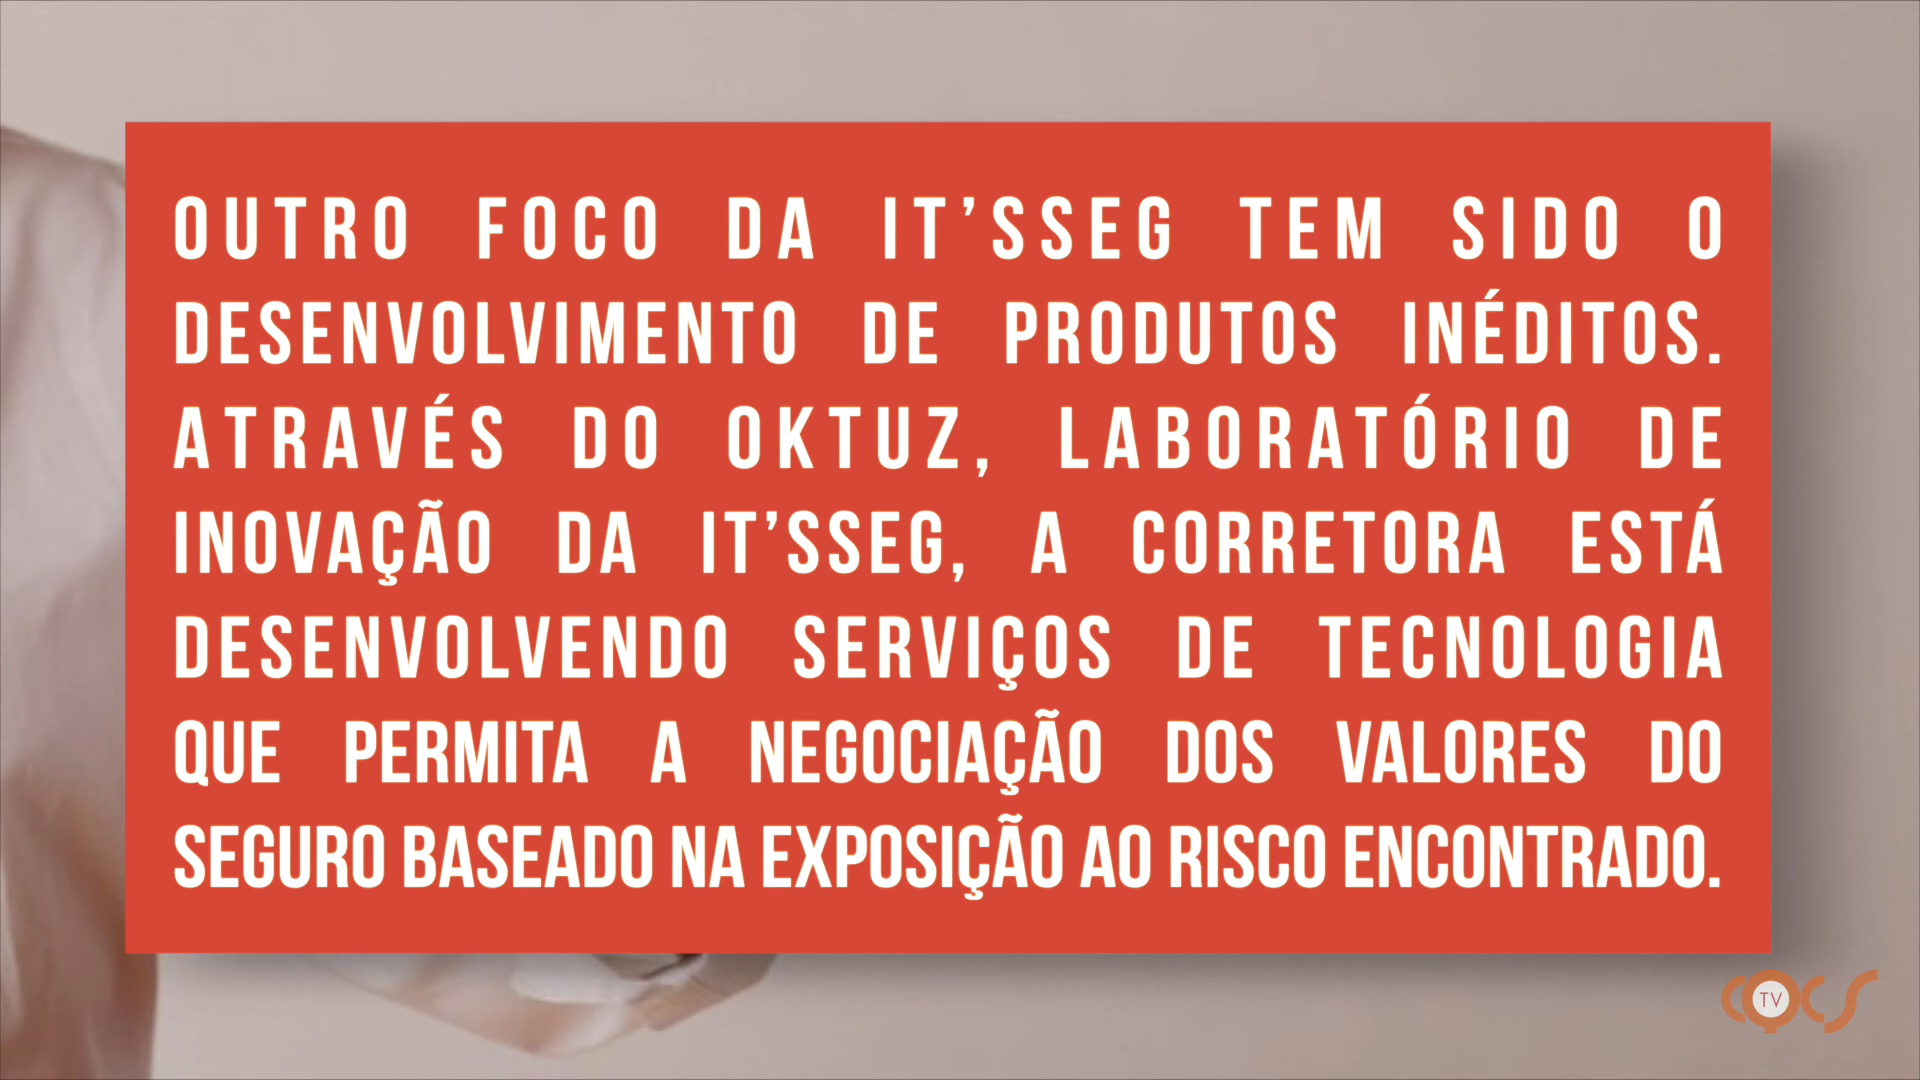 OUTRO FOCO DA IT'SSEG TEM SIDO O
DESENVOLVIMENTO DE PRODUTOS INÉDITOS.
ATRAVÉS DO OKTUZ, LABORATÓRIO DE
INOVAÇÃO DA IT'SSEG, A CORRETORA ESTÁ
DESENVOLVENDO SERVIÇOS DE TECNOLOGIA
QUE PERMITA A NEGOCIAÇÃO DOS VALORES DO
SEGURO BASEADO NA EXPOSIÇÃO AO RISCO ENCONTRADO.
CQCS
TV